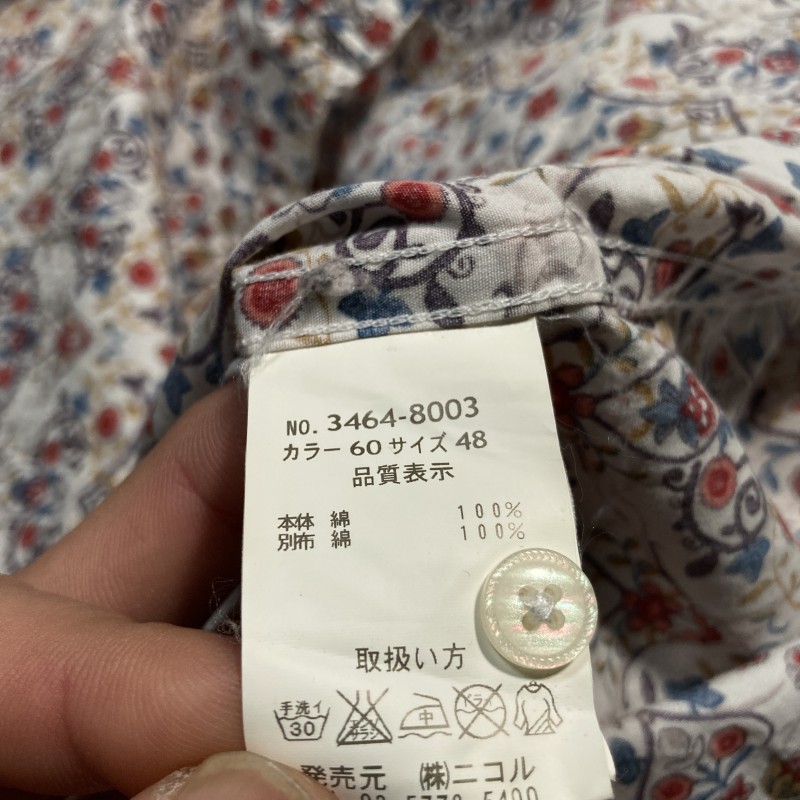 NO. 3464-8003
カラー 60 サイズ 48
品質表示
本体 綿 100%
別布 綿 100%
取扱い方
手洗イ 30 中
発売元 ㈱ニコル